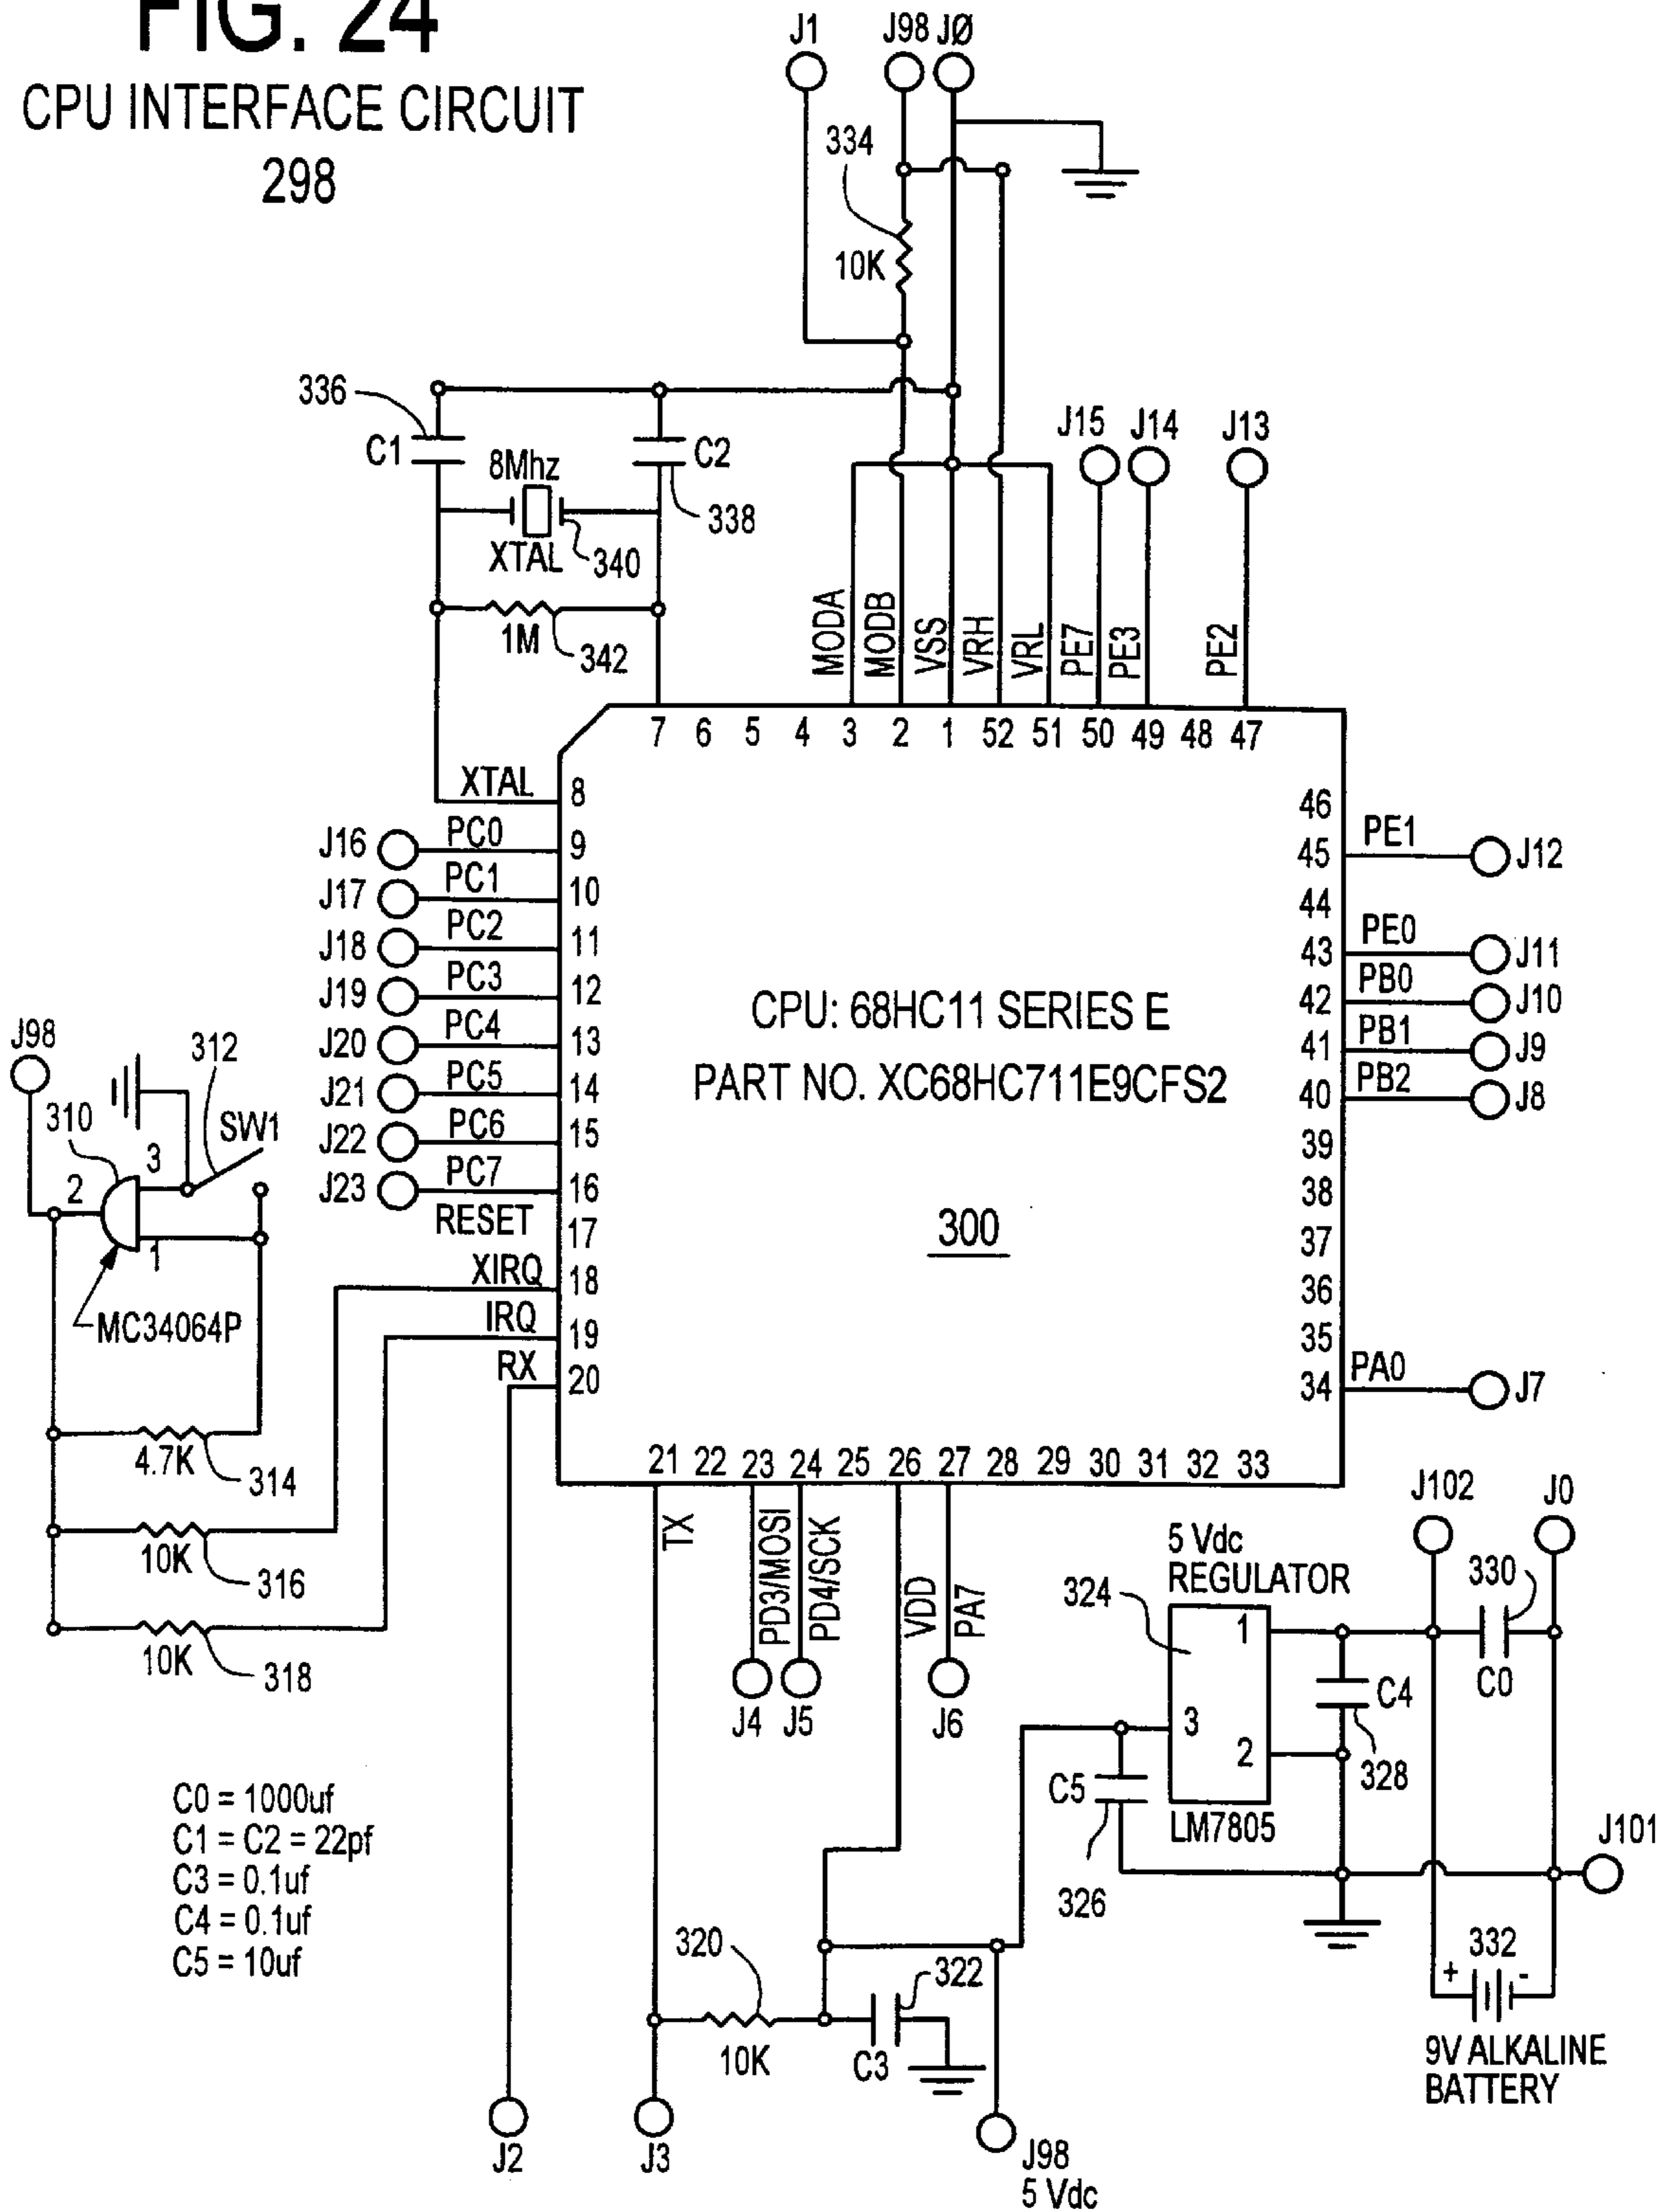 FIG. 24
CPU INTERFACE CIRCUIT
298
J1
J98
JØ
334
10K
336
C1
8Mhz
XTAL
340
C2
338
1M
342
J15
J14
J13
MODA
MODB
VSS
VRH
VRL
PE7
PE3
PE2
7 6 5 4 3 2 1 52 51 50 49 48 47
XTAL 8
J16 PC0 9
J17 PC1 10
J18 PC2 11
J19 PC3 12
J20 PC4 13
J21 PC5 14
J22 PC6 15
J23 PC7 16
RESET 17
XIRQ 18
IRQ 19
RX 20
46
45 PE1 J12
44
43 PE0 J11
42 PB0 J10
41 PB1 J9
40 PB2 J8
39
38
37
36
35
34 PA0 J7
CPU: 68HC11 SERIES E
PART NO. XC68HC711E9CFS2
300
J98
310
312
SW1
3
2
1
MC34064P
4.7K
314
10K
316
10K
318
21 22 23 24 25 26 27 28 29 30 31 32 33
TX
PD3/MOSI
PD4/SCK
VDD
PA7
J4
J5
J6
5 Vdc
REGULATOR
324
1
3
2
LM7805
J102
J0
330
C0
C4
328
C5
326
J101
332
+
-
9V ALKALINE
BATTERY
C0 = 1000uf
C1 = C2 = 22pf
C3 = 0.1uf
C4 = 0.1uf
C5 = 10uf
320
10K
322
C3
J2
J3
J98
5 Vdc